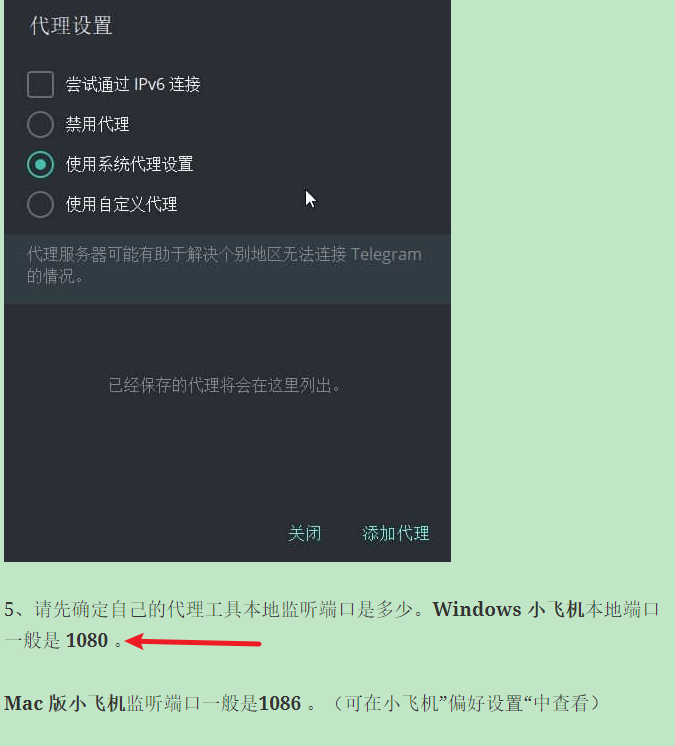 代理设置
尝试通过 IPv6 连接
禁用代理
使用系统代理设置
使用自定义代理
代理服务器可能有助于解决个别地区无法连接 Telegram
的情况。
已经保存的代理将会在这里列出。
关闭 添加代理
5、请先确定自己的代理工具本地监听端口是多少。Windows 小飞机本地端口
一般是 1080 。
Mac 版小飞机监听端口一般是1086 。（可在小飞机”偏好设置“中查看）